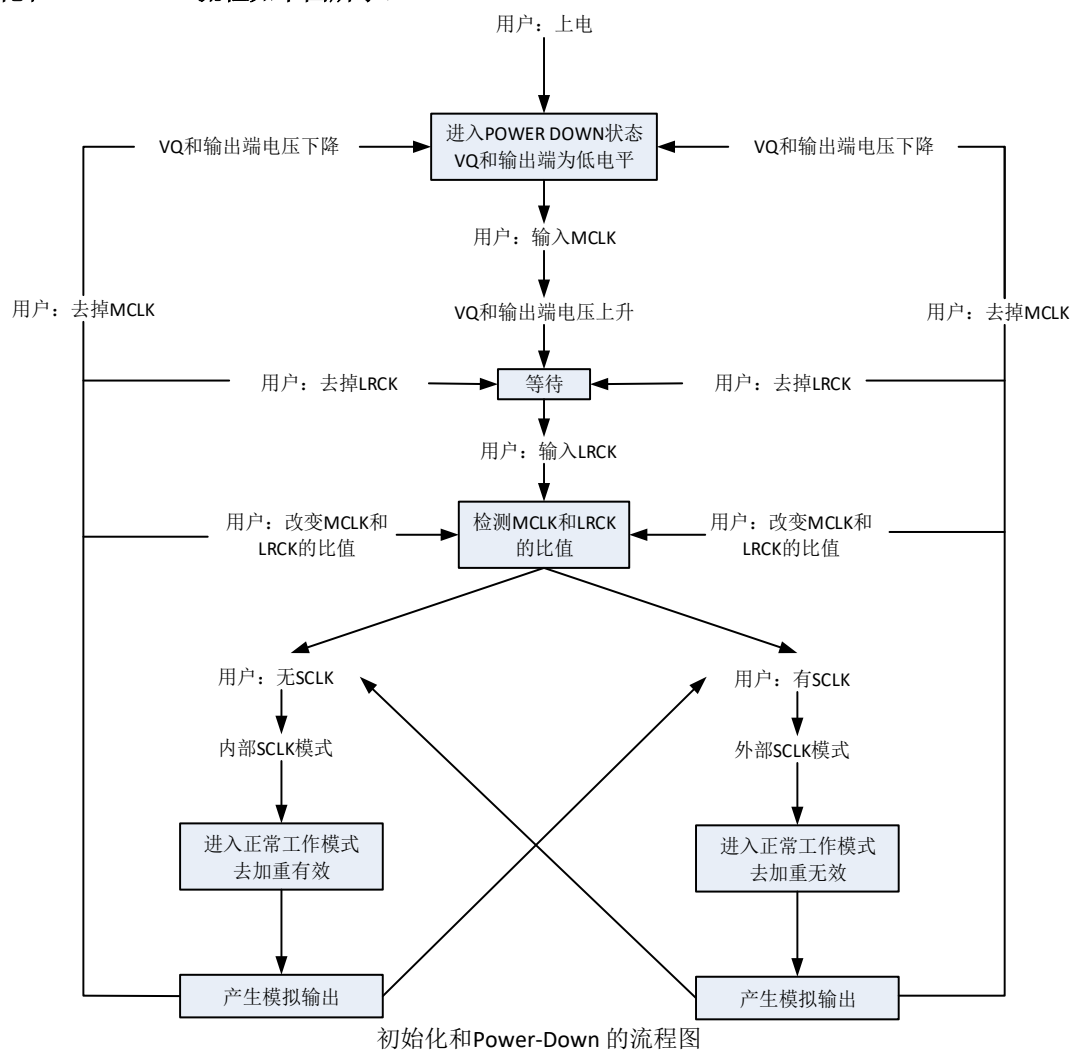 用户：上电
进入POWER DOWN状态
VQ和输出端为低电平
VQ和输出端电压下降
VQ和输出端电压下降
用户：输入MCLK
用户：去掉MCLK
VQ和输出端电压上升
用户：去掉MCLK
用户：去掉LRCK
等待
用户：去掉LRCK
用户：输入LRCK
用户：改变MCLK和
LRCK的比值
检测MCLK和LRCK
的比值
用户：改变MCLK和
LRCK的比值
用户：无SCLK
用户：有SCLK
内部SCLK模式
外部SCLK模式
进入正常工作模式
去加重有效
进入正常工作模式
去加重无效
产生模拟输出
产生模拟输出
初始化和Power-Down 的流程图